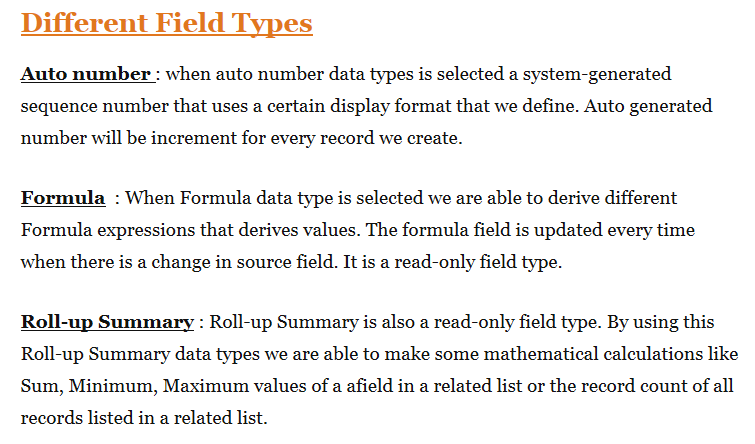 Different Field Types
Auto number : when auto number data types is selected a system-generated
sequence number that uses a certain display format that we define. Auto generated
number will be increment for every record we create.
Formula : When Formula data type is selected we are able to derive different
Formula expressions that derives values. The formula field is updated every time
when there is a change in source field. It is a read-only field type.
Roll-up Summary : Roll-up Summary is also a read-only field type. By using this
Roll-up Summary data types we are able to make some mathematical calculations like
Sum, Minimum, Maximum values of a afield in a related list or the record count of all
records listed in a related list.